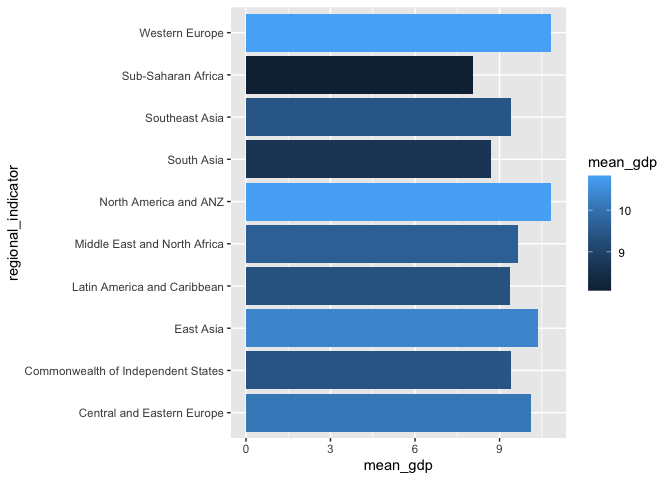 regional_indicator
Western Europe
Sub-Saharan Africa
Southeast Asia
South Asia
North America and ANZ
Middle East and North Africa
Latin America and Caribbean
East Asia
Commonwealth of Independent States
Central and Eastern Europe
0 3 6 9
mean_gdp
mean_gdp
10
9